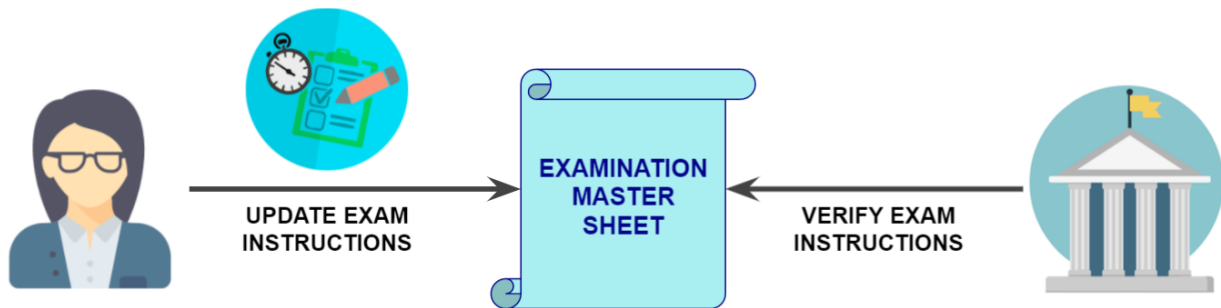 UPDATE EXAM
INSTRUCTIONS
EXAMINATION
MASTER
SHEET
VERIFY EXAM
INSTRUCTIONS